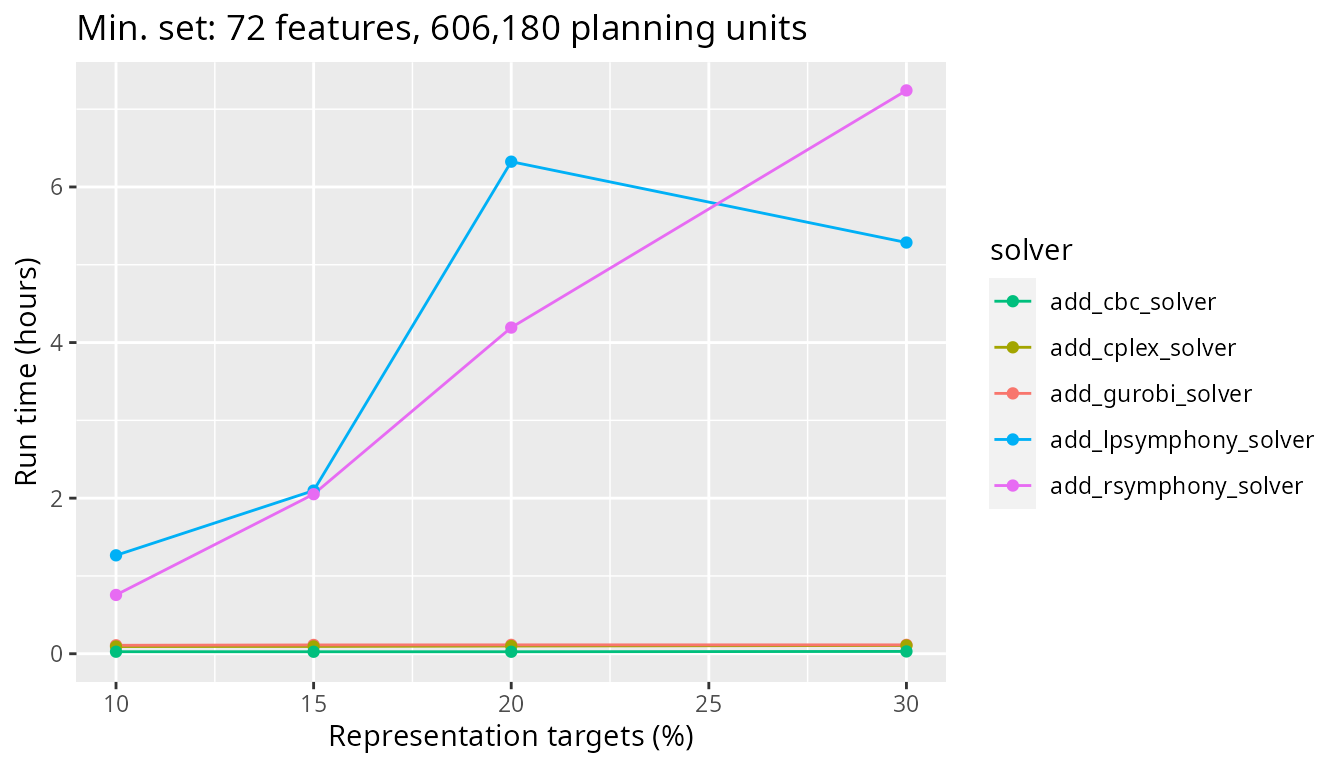 Min. set: 72 features, 606,180 planning units
Run time (hours)
6
4
2
0
10 15 20 25 30
Representation targets (%)
solver
add_cbc_solver
add_cplex_solver
add_gurobi_solver
add_lpsymphony_solver
add_rsymphony_solver